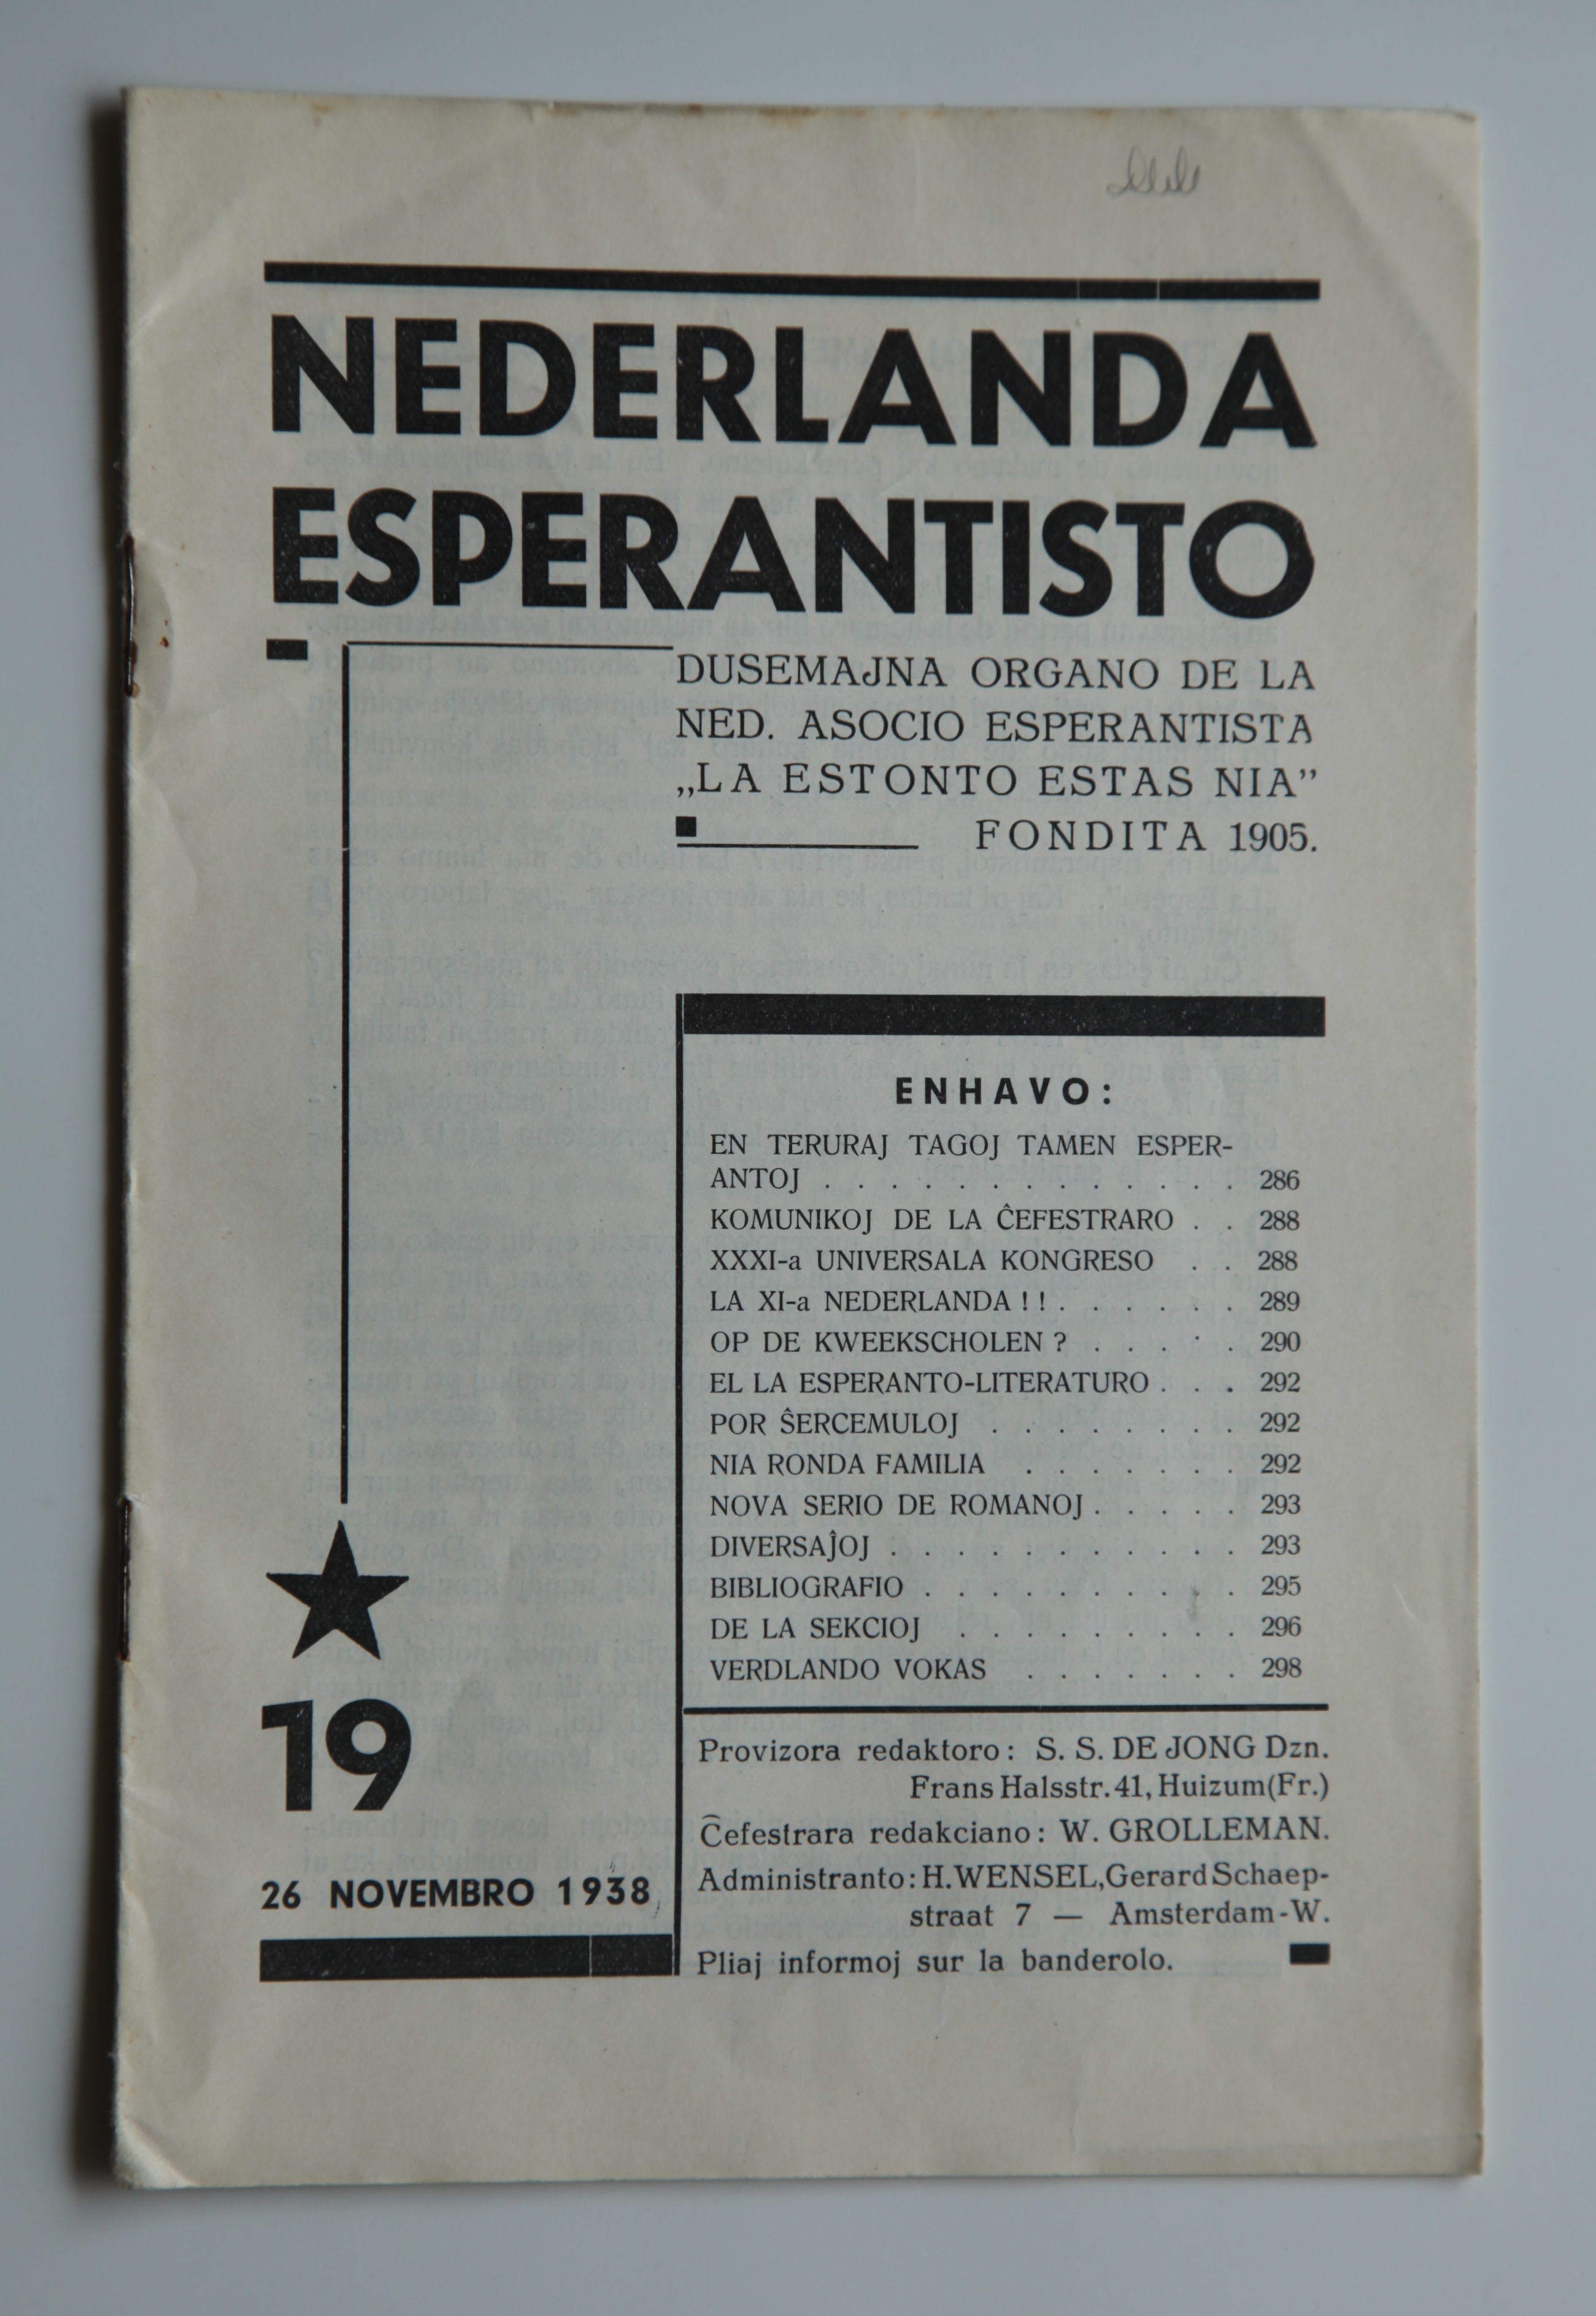 NEDERLANDA
ESPERANTISTO
DUSEMAJNA ORGANO DE LA
NED. ASOCIO ESPERANTISTA
„LA ESTONTO ESTAS NIA”
FONDITA 1905.
ENHAVO:
EN TERURAJ TAGOJ TAMEN ESPER-
ANTOJ . . . . . . . . . . . . . 286
KOMUNIKOJ DE LA ĈEFESTRARO . . 288
XXXI-a UNIVERSALA KONGRESO . . 288
LA XI-a NEDERLANDA ! ! . . . . . . 289
OP DE KWEEKSCHOLEN ? . . . . . 290
EL LA ESPERANTO-LITERATURO . . . 292
POR ŜERCEMULOJ . . . . . . . . 292
NIA RONDA FAMILIA . . . . . . . 292
NOVA SERIO DE ROMANOJ . . . . . 293
DIVERSAĴOJ . . . . . . . . . . . 293
BIBLIOGRAFIO . . . . . . . . . . 295
DE LA SEKCIOJ . . . . . . . . . 296
VERDLANDO VOKAS . . . . . . . 298
19
26 NOVEMBRO 1938
Provizora redaktoro: S. S. DE JONG Dzn.
Frans Halsstr. 41, Huizum (Fr.)
Ĉefestrara redakciano: W. GROLLEMAN.
Administranto: H. WENSEL, Gerard Schaep-
straat 7 — Amsterdam-W.
Pliaj informoj sur la banderolo.